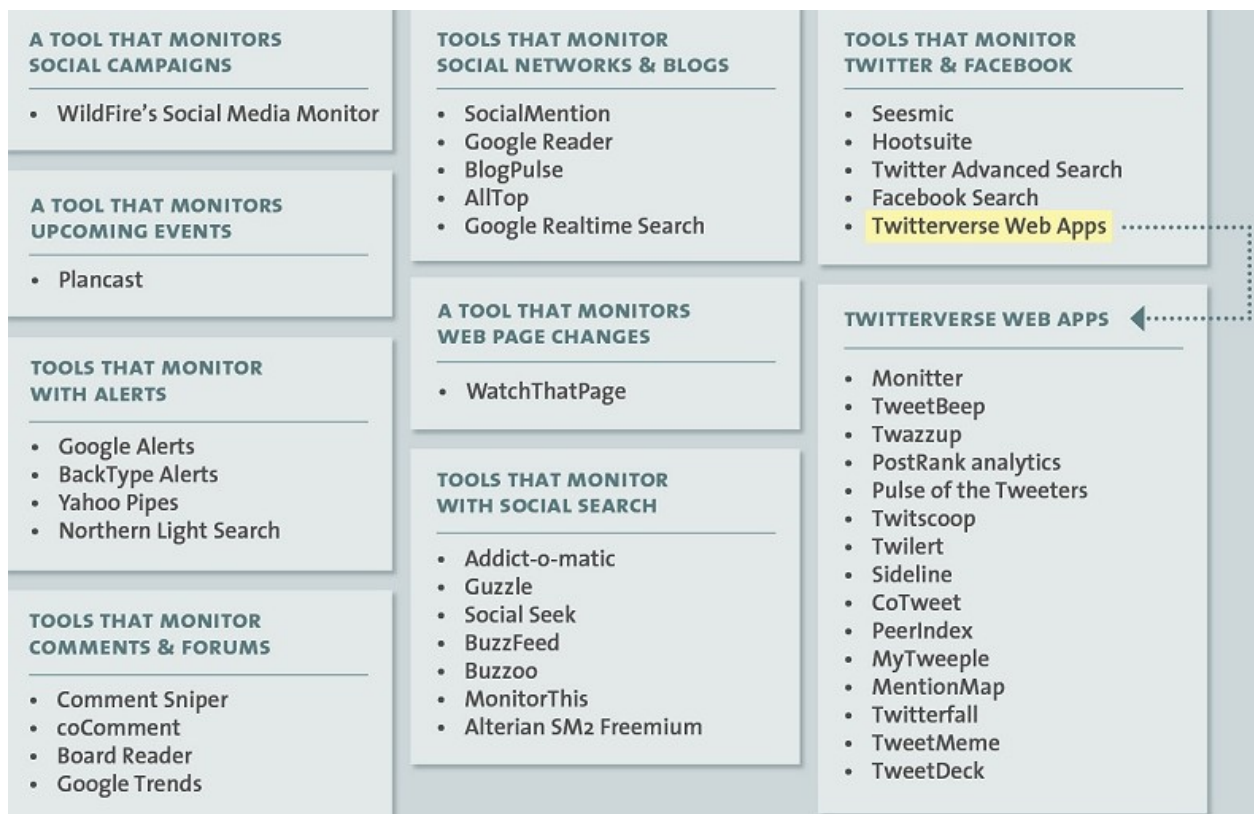 A TOOL THAT MONITORS
SOCIAL CAMPAIGNS
• WildFire's Social Media Monitor
A TOOL THAT MONITORS
UPCOMING EVENTS
• Plancast
TOOLS THAT MONITOR
WITH ALERTS
• Google Alerts
• BackType Alerts
• Yahoo Pipes
• Northern Light Search
TOOLS THAT MONITOR
COMMENTS & FORUMS
• Comment Sniper
• coComment
• Board Reader
• Google Trends
TOOLS THAT MONITOR
SOCIAL NETWORKS & BLOGS
• SocialMention
• Google Reader
• BlogPulse
• AllTop
• Google Realtime Search
A TOOL THAT MONITORS
WEB PAGE CHANGES
• WatchThatPage
TOOLS THAT MONITOR
WITH SOCIAL SEARCH
• Addict-o-matic
• Guzzle
• Social Seek
• BuzzFeed
• Buzzoo
• MonitorThis
• Alterian SM2 Freemium
TOOLS THAT MONITOR
TWITTER & FACEBOOK
• Seesmic
• Hootsuite
• Twitter Advanced Search
• Facebook Search
• Twitterverse Web Apps
TWITTERVERSE WEB APPS
• Monitter
• TweetBeep
• Twazzup
• PostRank analytics
• Pulse of the Tweeters
• Twitscoop
• Twilert
• Sideline
• CoTweet
• PeerIndex
• MyTweeple
• MentionMap
• Twitterfall
• TweetMeme
• TweetDeck